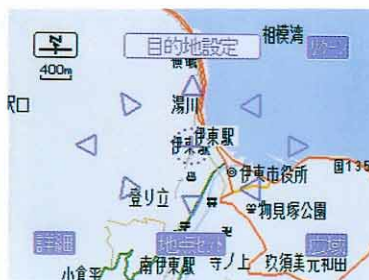 目的地設定
相模湾
リターン
400m
沢口
湯川
伊東駅
伊東駅
国135
伊東市役所
登り立
物見塚公園
詳細
地点セット
広域
小倉平
南伊東駅
寺ノ上
玖須美元和田